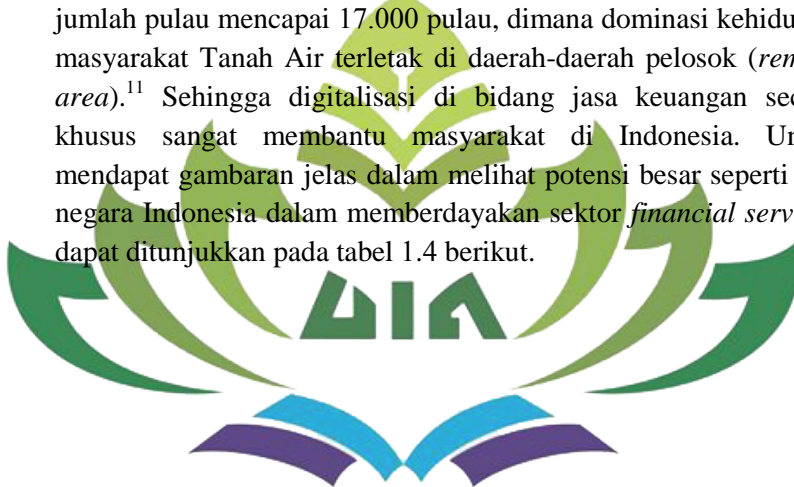 jumlah pulau mencapai 17.000 pulau, dimana dominasi kehidu
masyarakat Tanah Air terletak di daerah-daerah pelosok (rem
area).11 Sehingga digitalisasi di bidang jasa keuangan sec
khusus sangat membantu masyarakat di Indonesia. Un
mendapat gambaran jelas dalam melihat potensi besar seperti
negara Indonesia dalam memberdayakan sektor financial serv
dapat ditunjukkan pada tabel 1.4 berikut.
UIN